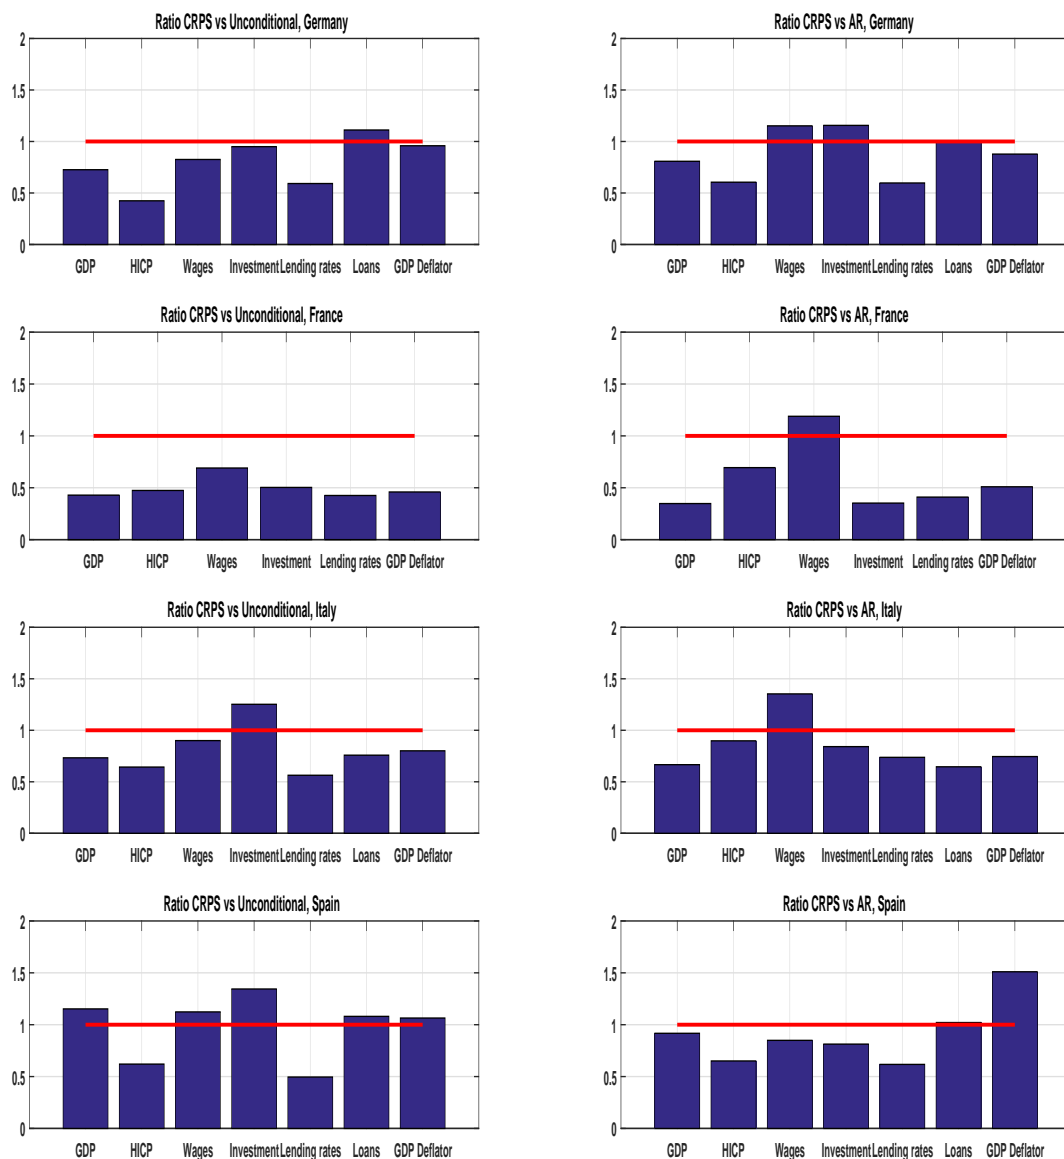 Ratio CRPS vs Unconditional, Germany
2
1.5
1
0.5
0
GDP HICP Wages Investment Lending rates Loans GDP Deflator
Ratio CRPS vs AR, Germany
2
1.5
1
0.5
0
GDP HICP Wages Investment Lending rates Loans GDP Deflator
Ratio CRPS vs Unconditional, France
2
1.5
1
0.5
0
GDP HICP Wages Investment Lending rates GDP Deflator
Ratio CRPS vs AR, France
2
1.5
1
0.5
0
GDP HICP Wages Investment Lending rates GDP Deflator
Ratio CRPS vs Unconditional, Italy
2
1.5
1
0.5
0
GDP HICP Wages Investment Lending rates Loans GDP Deflator
Ratio CRPS vs AR, Italy
2
1.5
1
0.5
0
GDP HICP Wages Investment Lending rates Loans GDP Deflator
Ratio CRPS vs Unconditional, Spain
2
1.5
1
0.5
0
GDP HICP Wages Investment Lending rates Loans GDP Deflator
Ratio CRPS vs AR, Spain
2
1.5
1
0.5
0
GDP HICP Wages Investment Lending rates Loans GDP Deflator